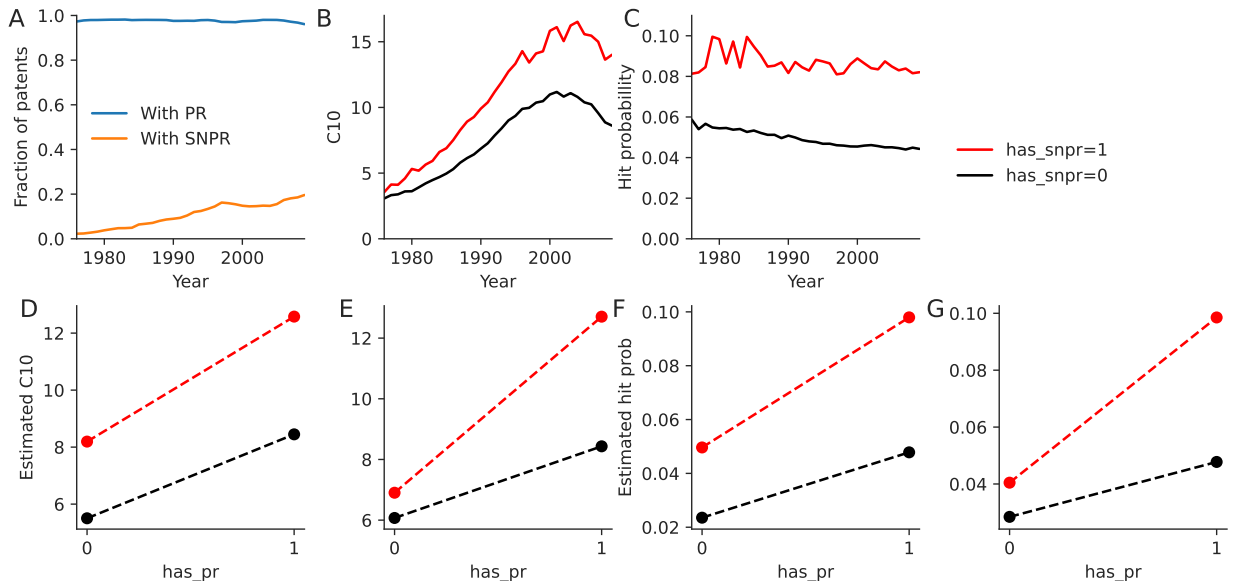 A
Fraction of patents
1.0
0.8
0.6
0.4
0.2
0.0
With PR
With SNPR
1980
1990
2000
Year
B
C10
15
10
5
0
1980
1990
2000
Year
C
Hit probabillity
0.10
0.08
0.06
0.04
0.02
0.00
1980
1990
2000
Year
has_snpr=1
has_snpr=0
D
Estimated C10
12
10
8
6
0
1
has_pr
E
12
10
8
6
0
1
has_pr
F
Estimated hit prob
0.10
0.08
0.06
0.04
0.02
0
1
has_pr
G
0.10
0.08
0.06
0.04
0
1
has_pr